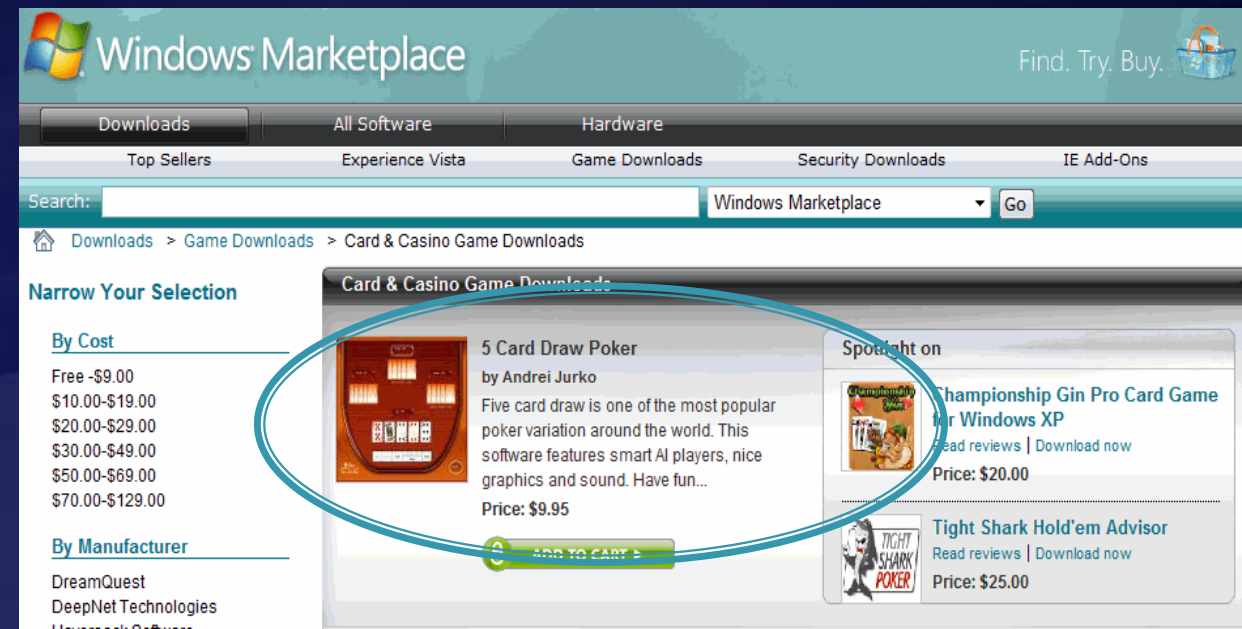 Windows Marketplace
Find. Try. Buy.
Downloads All Software Hardware
Top Sellers Experience Vista Game Downloads Security Downloads IE Add-Ons
Search: Windows Marketplace Go
Downloads > Game Downloads > Card & Casino Game Downloads
Narrow Your Selection
By Cost
Free -$9.00
$10.00-$19.00
$20.00-$29.00
$30.00-$49.00
$50.00-$69.00
$70.00-$129.00
By Manufacturer
DreamQuest
DeepNet Technologies
Card & Casino Game Downloads
5 Card Draw Poker
by Andrei Jurko
Five card draw is one of the most popular
poker variation around the world. This
software features smart AI players, nice
graphics and sound. Have fun...
Price: $9.95
ADD TO CART
Spotlight on
Championship Gin Pro Card Game
for Windows XP
Read reviews | Download now
Price: $20.00
Championship
Gin
Tight Shark Hold'em Advisor
Read reviews | Download now
Price: $25.00
TIGHT
SHARK
POKER